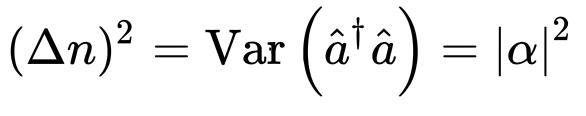 (Δn)² = Var(â†â) = |α|²